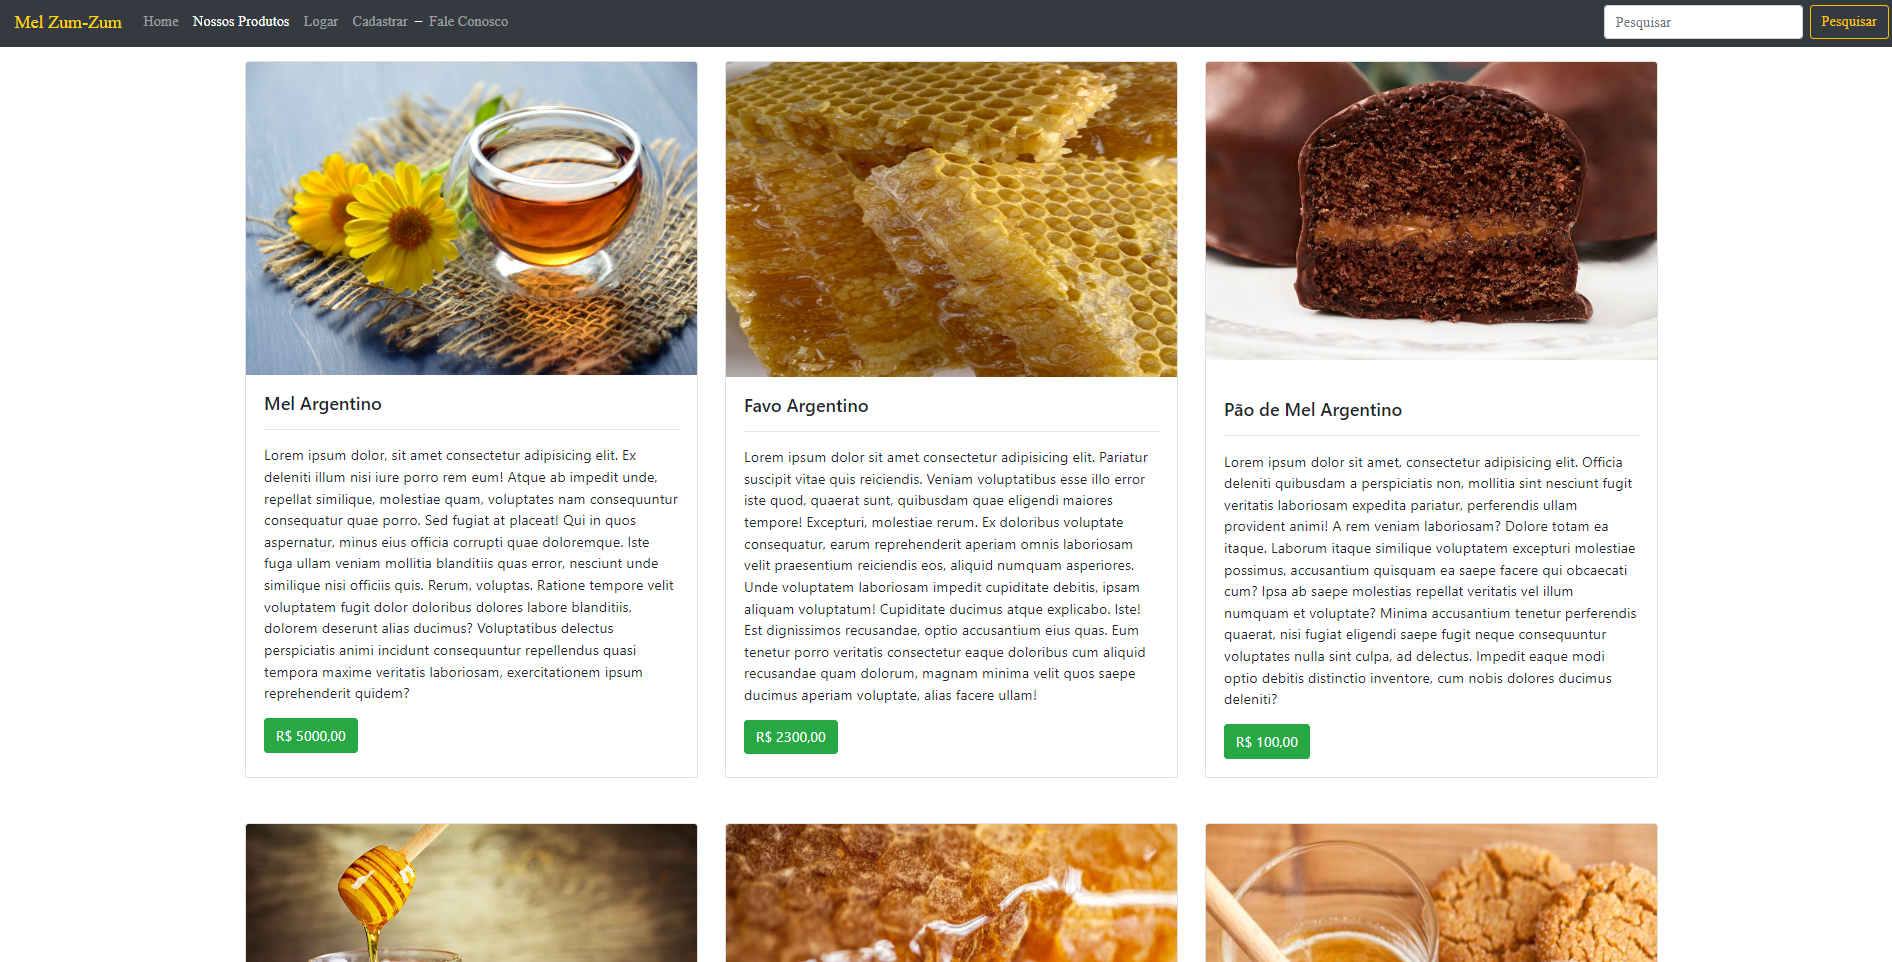 Mel Zum-Zum Home Nossos Produtos Logar Cadastrar – Fale Conosco Pesquisar Pesquisar
Mel Argentino
Lorem ipsum dolor, sit amet consectetur adipisicing elit. Ex
deleniti illum nisi iure porro rem eum! Atque ab impedit unde,
repellat similique, molestiae quam, voluptates nam consequuntur
consequatur quae porro. Sed fugiat at placeat! Qui in quos
aspernatur, minus eius officia corrupti quae doloremque. Iste
fuga ullam veniam mollitia blanditiis quas error, nesciunt unde
similique nisi officiis quis. Rerum, voluptas. Ratione tempore velit
voluptatem fugit dolor doloribus dolores labore blanditiis,
dolorem deserunt alias ducimus? Voluptatibus delectus
perspiciatis animi incidunt consequuntur repellendus quasi
tempora maxime veritatis laboriosam, exercitationem ipsum
reprehenderit quidem?
R$ 5000,00
Favo Argentino
Lorem ipsum dolor sit amet consectetur adipisicing elit. Pariatur
suscipit vitae quis reiciendis. Veniam voluptatibus esse illo error
iste quod, quaerat sunt, quibusdam quae eligendi maiores
tempore! Excepturi, molestiae rerum. Ex doloribus voluptate
consequatur, earum reprehenderit aperiam omnis laboriosam
velit praesentium reiciendis eos, aliquid numquam asperiores.
Unde voluptatem laboriosam impedit cupiditate debitis, ipsam
aliquam voluptatum! Cupiditate ducimus atque explicabo. Iste!
Est dignissimos recusandae, optio accusantium eius quas. Eum
tenetur porro veritatis consectetur eaque doloribus cum aliquid
recusandae quam dolorum, magnam minima velit quos saepe
ducimus aperiam voluptate, alias facere ullam!
R$ 2300,00
Pão de Mel Argentino
Lorem ipsum dolor sit amet, consectetur adipisicing elit. Officia
deleniti quibusdam a perspiciatis non, mollitia sint nesciunt fugit
veritatis laboriosam expedita pariatur, perferendis ullam
provident animi! A rem veniam laboriosam? Dolore totam ea
itaque. Laborum itaque similique voluptatem excepturi molestiae
possimus, accusantium quisquam ea saepe facere qui obcaecati
cum? Ipsa ab saepe molestias repellat veritatis vel illum
numquam et voluptate? Minima accusantium tenetur perferendis
quaerat, nisi fugiat eligendi saepe fugit neque consequuntur
voluptates nulla sint culpa, ad delectus. Impedit eaque modi
optio debitis distinctio inventore, cum nobis dolores ducimus
deleniti?
R$ 100,00